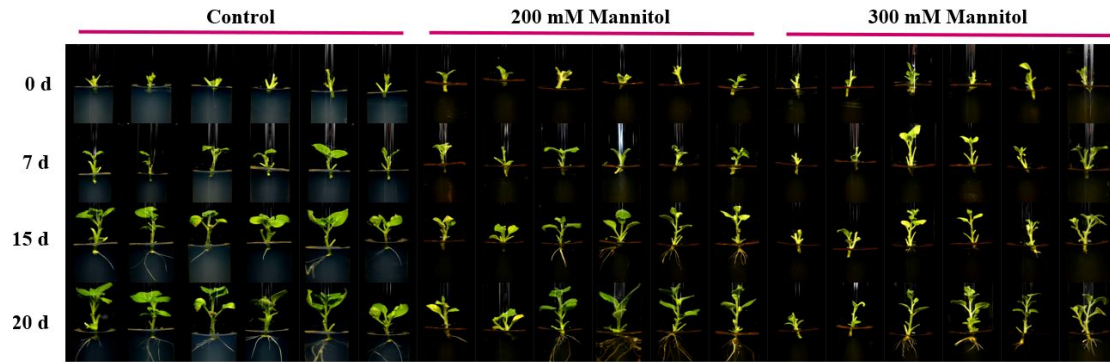 Control
200 mM Mannitol
300 mM Mannitol
0 d
7 d
15 d
20 d